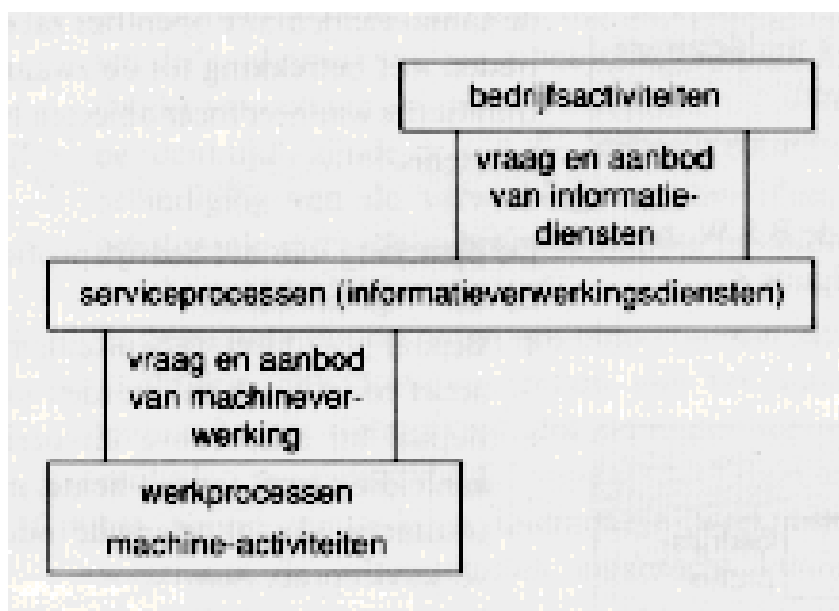 bedrijfsactiviteiten
vraag en aanbod
van informatie-
diensten
serviceprocessen (informatieverwerkingsdiensten)
vraag en aanbod
van machinever-
werking
werkprocessen
machine-activiteiten